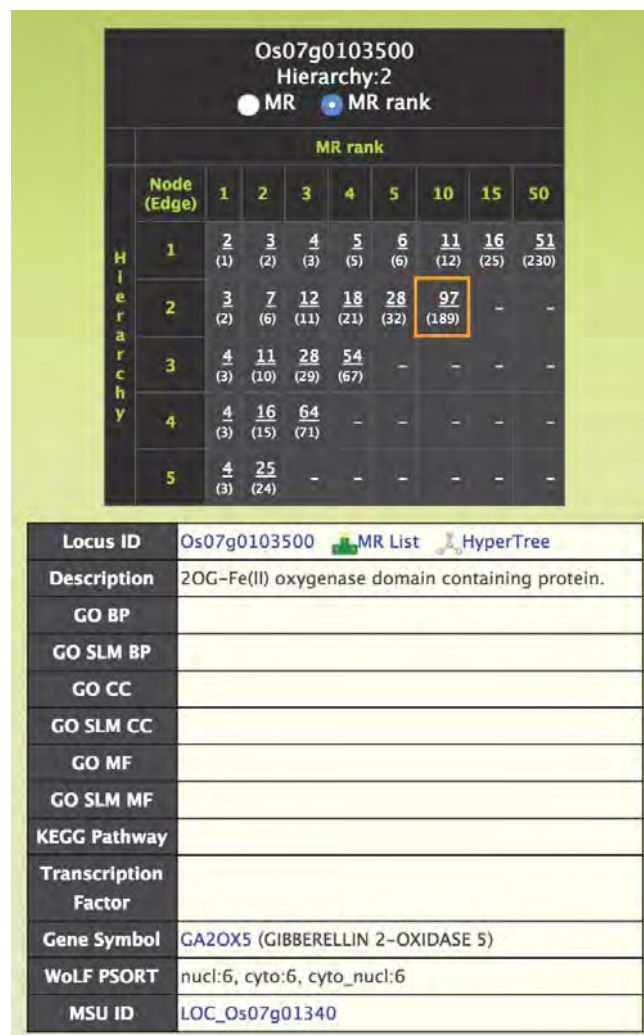 Os07g0103500
Hierarchy:2
MR MR rank
MR rank
Hierarchy
Node (Edge) 1 2 3 4 5 10 15 50
1 2 (1) 3 (2) 4 (3) 5 (5) 6 (6) 11 (12) 16 (25) 51 (230)
2 3 (2) 7 (6) 12 (11) 18 (21) 28 (32) 97 (189) - -
3 4 (3) 11 (10) 28 (29) 54 (67) - - - -
4 4 (3) 16 (15) 64 (71) - - - - -
5 4 (3) 25 (24) - - - - - -
Locus ID Os07g0103500 MR List HyperTree
Description 2OG-Fe(II) oxygenase domain containing protein.
GO BP
GO SLM BP
GO CC
GO SLM CC
GO MF
GO SLM MF
KEGG Pathway
Transcription
Factor
Gene Symbol GA2OX5 (GIBBERELLIN 2-OXIDASE 5)
WoLF PSORT nucl:6, cyto:6, cyto_nucl:6
MSU ID LOC_Os07g01340